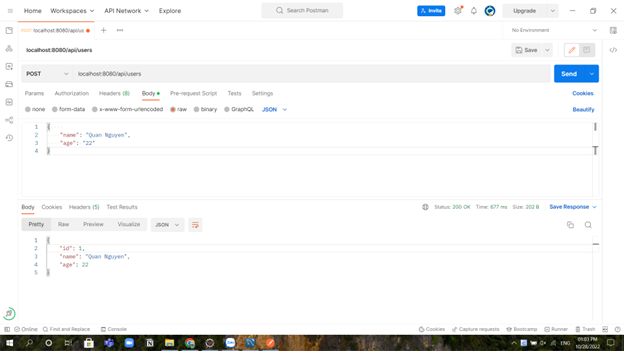 Home Workspaces API Network Explore Search Postman Invite Upgrade
POST localhost:8080/api/us No Environment
localhost:8080/api/users Save
POST localhost:8080/api/users Send
Params Authorization Headers (8) Body Pre-request Script Tests Settings Cookies
none form-data x-www-form-urlencoded raw binary GraphQL JSON Beautify
1 {
2 "name": "Quan Nguyen",
3 "age": "22"
4 }
Body Cookies Headers (5) Test Results Status: 200 OK Time: 677 ms Size: 202 B Save Response
Pretty Raw Preview Visualize JSON
1 {
2 "id": 1,
3 "name": "Quan Nguyen",
4 "age": 22
5 }
Online Find and Replace Console Cookies Capture requests Bootcamp Runner Trash
ENG 01:03 PM
10/28/2022